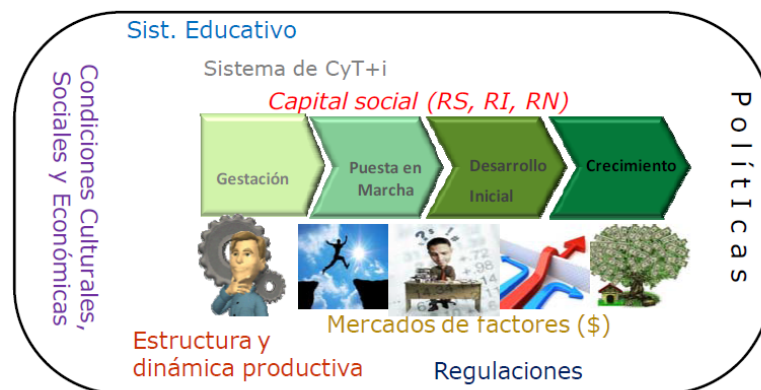 Sist. Educativo
Sistema de CyT+i
Capital social (RS, RI, RN)
Condiciones Culturales,
Sociales y Económicas
Gestación
Puesta en
Marcha
Desarrollo
Inicial
Crecimiento
PolítIcas
Mercados de factores ($)
Estructura y
dinámica productiva
Regulaciones